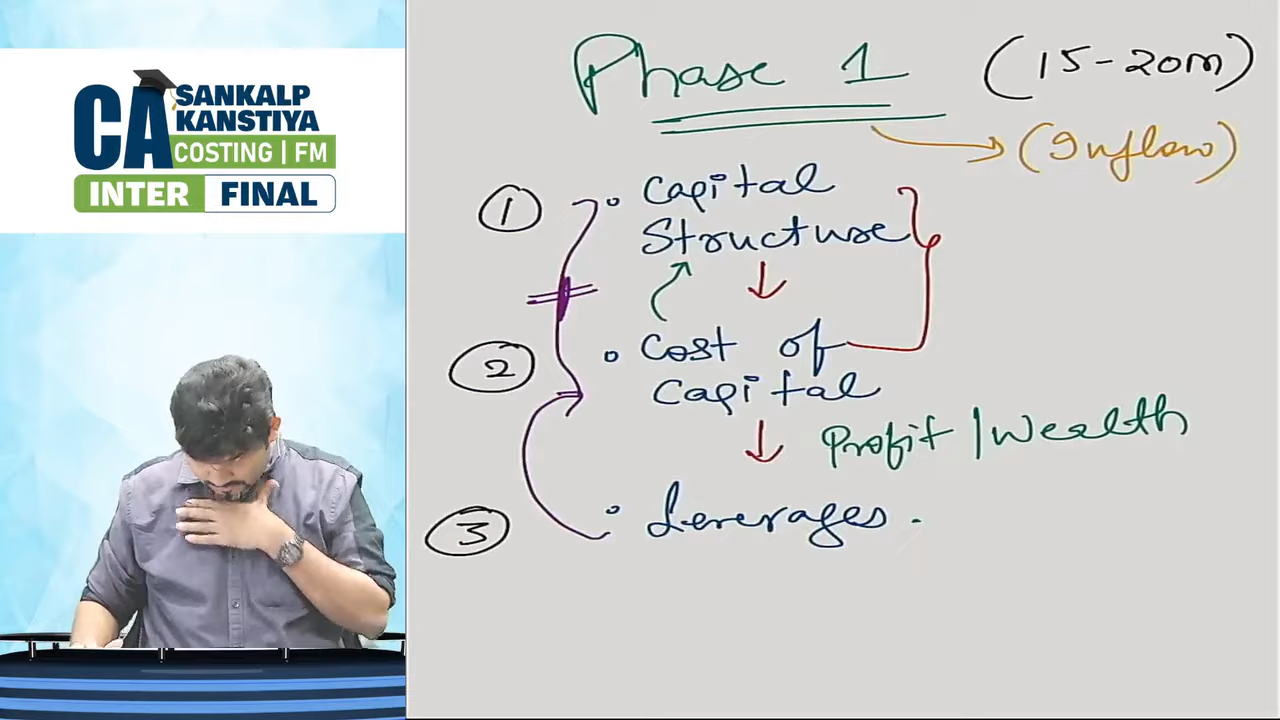 CA SANKALP KANSTIYA
COSTING | FM
INTER FINAL
Phase 1 (15-20m)
(Inflow)
① • Capital
Structure
② • Cost of
Capital
Profit / Wealth
③ • Leverages.